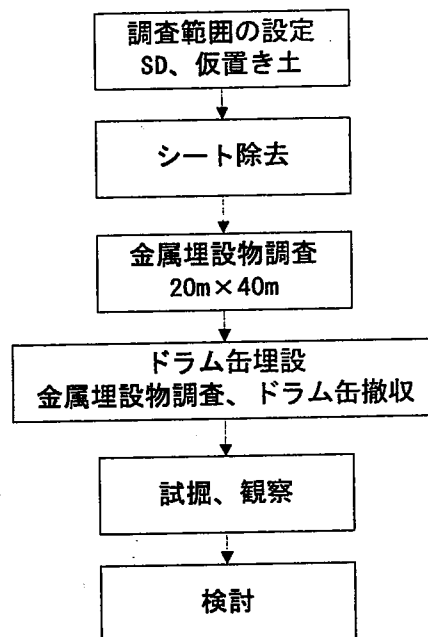 調査範囲の設定
SD、仮置き土
シート除去
金属埋設物調査
20m×40m
ドラム缶埋設
金属埋設物調査、ドラム缶撤収
試掘、観察
検討